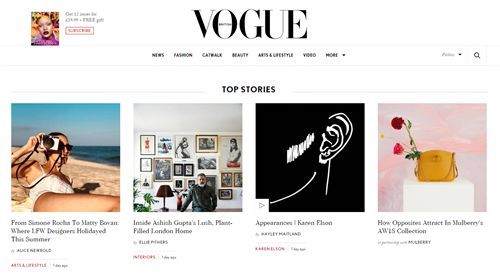 Get 12 issues for
£19.99 + FREE gift
SUBSCRIBE
BRITISH
VOGUE
NEWS FASHION CATWALK BEAUTY ARTS & LIFESTYLE VIDEO MORE
Follow
TOP STORIES
From Simone Rocha To Matty Bovan:
Where LFW Designers Holidayed
This Summer
by ALICE NEWBOLD
ARTS & LIFESTYLE 1 day ago
Inside Ashish Gupta's Lush, Plant-
Filled London Home
by ELLIE PITHERS
INTERIORS 1 day ago
Appearances | Karen Elson
by HAYLEY MAITLAND
KAREN ELSON 1 day ago
How Opposites Attract In Mulberry's
AW18 Collection
In partnership with MULBERRY